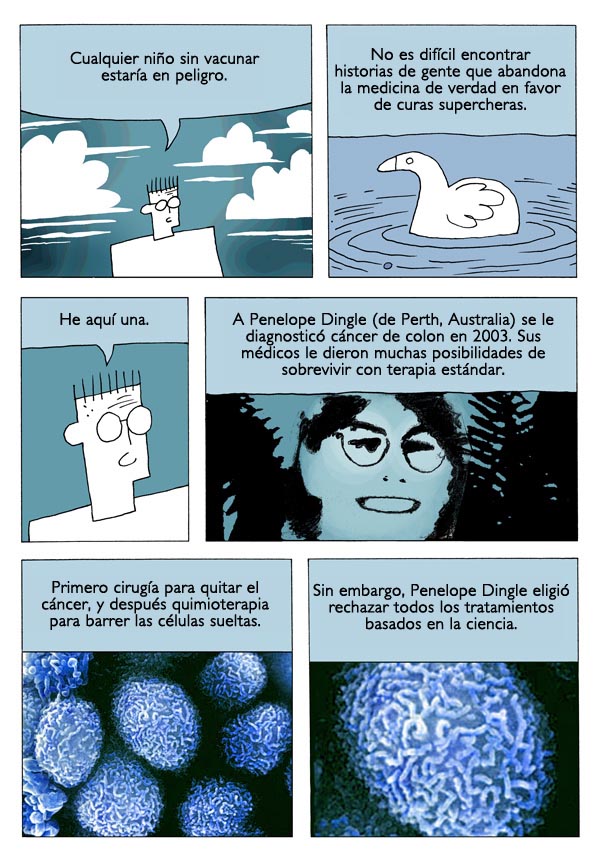 Cualquier niño sin vacunar
estaría en peligro.
No es difícil encontrar
historias de gente que abandona
la medicina de verdad en favor
de curas supercheras.
He aquí una.
A Penelope Dingle (de Perth, Australia) se le
diagnosticó cáncer de colon en 2003. Sus
médicos le dieron muchas posibilidades de
sobrevivir con terapia estándar.
Primero cirugía para quitar el
cáncer, y después quimioterapia
para barrer las células sueltas.
Sin embargo, Penelope Dingle eligió
rechazar todos los tratamientos
basados en la ciencia.